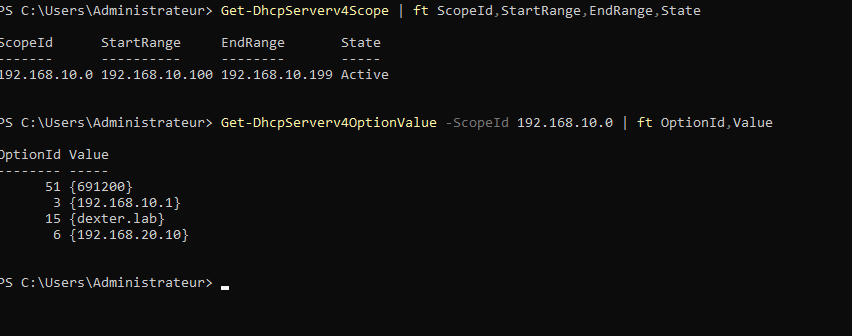 PS C:\Users\Administrateur> Get-DhcpServerv4Scope | ft ScopeId,StartRange,EndRange,State
ScopeId      StartRange     EndRange       State
-------      ----------     --------       -----
192.168.10.0 192.168.10.100 192.168.10.199 Active
PS C:\Users\Administrateur> Get-DhcpServerv4OptionValue -ScopeId 192.168.10.0 | ft OptionId,Value
OptionId Value
-------- -----
      51 {691200}
       3 {192.168.10.1}
      15 {dexter.lab}
       6 {192.168.20.10}
PS C:\Users\Administrateur>